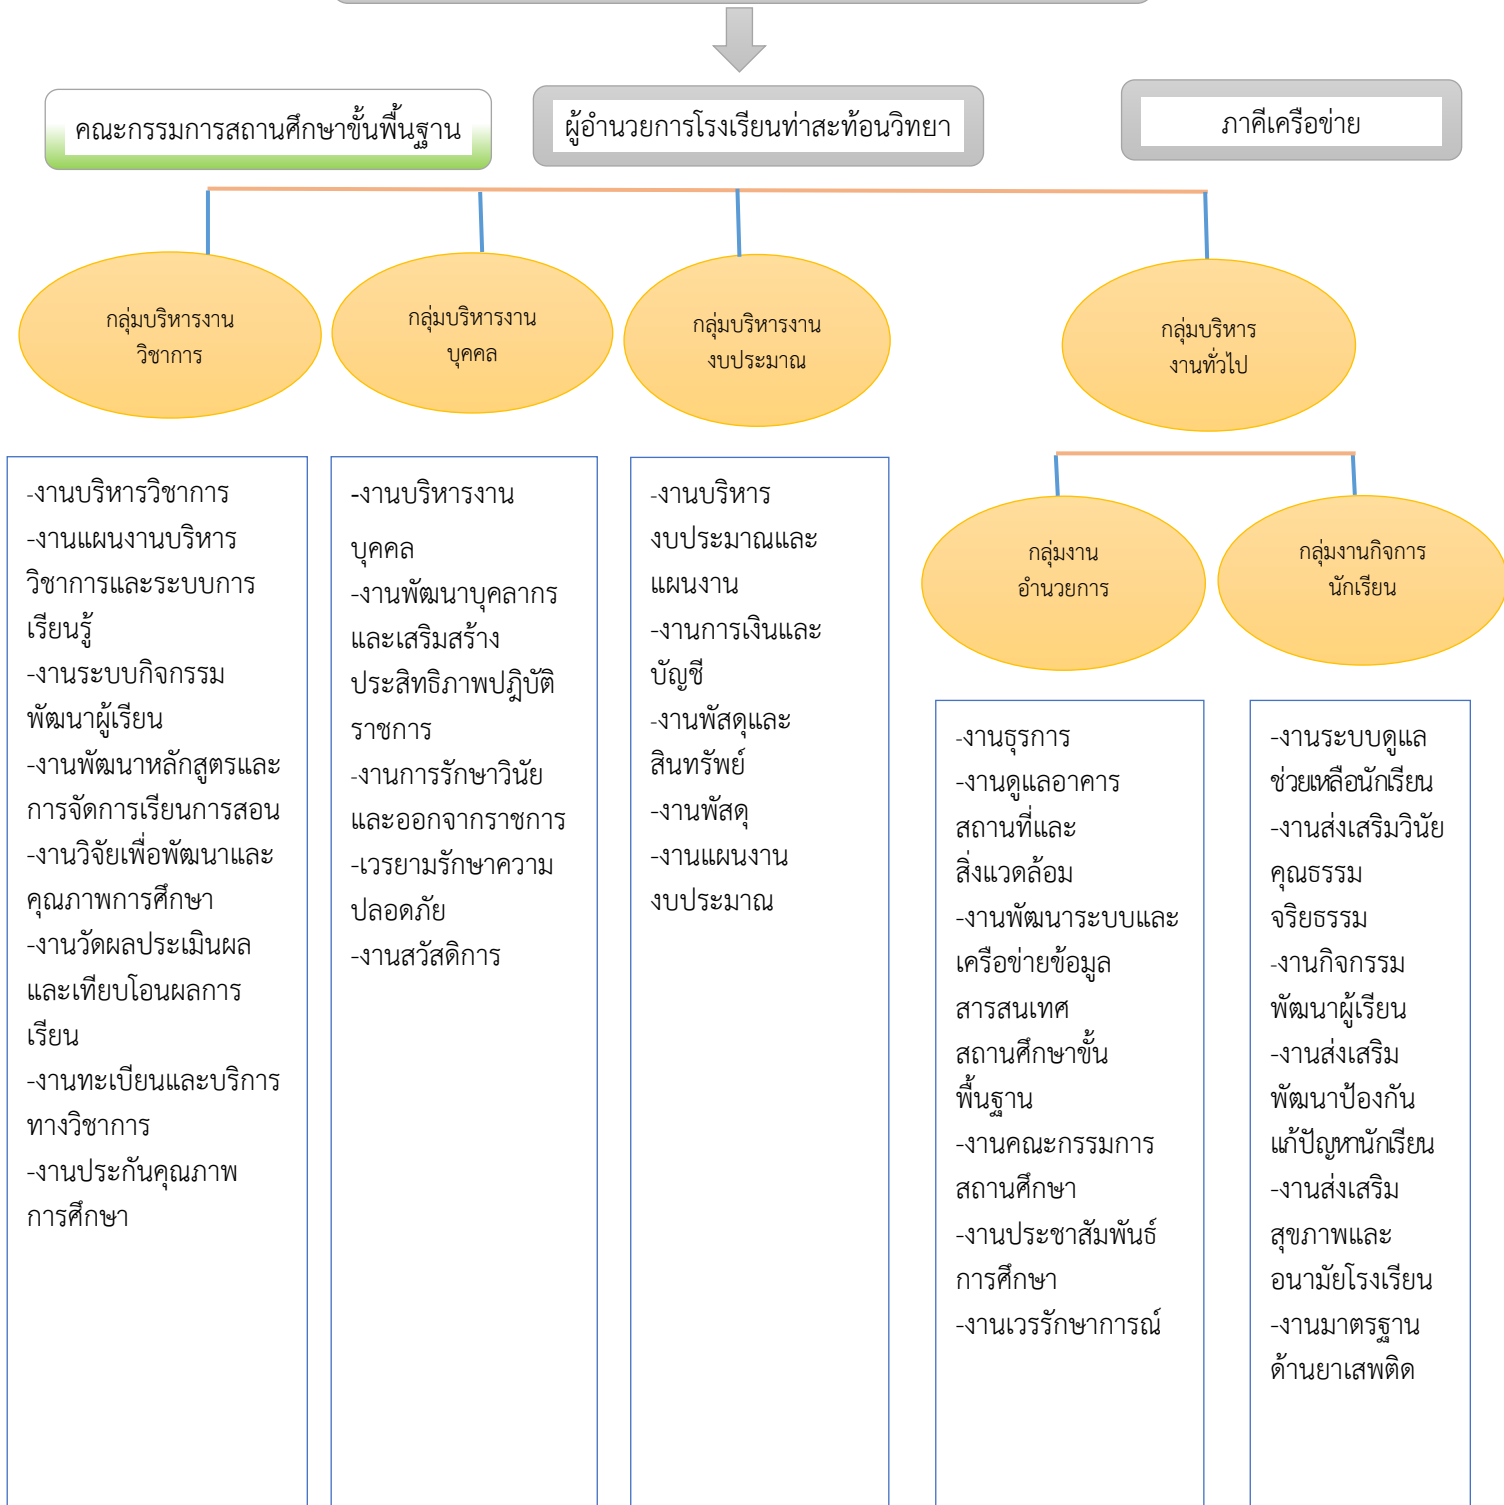 คณะกรรมการสถานศึกษาขั้นพื้นฐาน
ผู้อำนวยการโรงเรียนท่าสะท้อนวิทยา
ภาคีเครือข่าย
กลุ่มบริหารงาน
วิชาการ
กลุ่มบริหารงาน
บุคคล
กลุ่มบริหารงาน
งบประมาณ
กลุ่มบริหาร
งานทั่วไป
-งานบริหารวิชาการ
-งานแผนงานบริหาร
วิชาการและระบบการ
เรียนรู้
-งานระบบกิจกรรม
พัฒนาผู้เรียน
-งานพัฒนาหลักสูตรและ
การจัดการเรียนการสอน
-งานวิจัยเพื่อพัฒนาและ
คุณภาพการศึกษา
-งานวัดผลประเมินผล
และเทียบโอนผลการ
เรียน
-งานทะเบียนและบริการ
ทางวิชาการ
-งานประกันคุณภาพ
การศึกษา
-งานบริหารงาน
บุคคล
-งานพัฒนาบุคลากร
และเสริมสร้าง
ประสิทธิภาพปฎิบัติ
ราชการ
-งานการรักษาวินัย
และออกจากราชการ
-เวรยามรักษาความ
ปลอดภัย
-งานสวัสดิการ
-งานบริหาร
งบประมาณและ
แผนงาน
-งานการเงินและ
บัญชี
-งานพัสดุและ
สินทรัพย์
-งานพัสดุ
-งานแผนงาน
งบประมาณ
กลุ่มงาน
อำนวยการ
กลุ่มงานกิจการ
นักเรียน
-งานธุรการ
-งานดูแลอาคาร
สถานที่และ
สิ่งแวดล้อม
-งานพัฒนาระบบและ
เครือข่ายข้อมูล
สารสนเทศ
สถานศึกษาขั้น
พื้นฐาน
-งานคณะกรรมการ
สถานศึกษา
-งานประชาสัมพันธ์
การศึกษา
-งานเวรรักษาการณ์
-งานระบบดูแล
ช่วยเหลือนักเรียน
-งานส่งเสริมวินัย
คุณธรรม
จริยธรรม
-งานกิจกรรม
พัฒนาผู้เรียน
-งานส่งเสริม
พัฒนาป้องกัน
แก้ปัญหานักเรียน
-งานส่งเสริม
สุขภาพและ
อนามัยโรงเรียน
-งานมาตรฐาน
ด้านยาเสพติด